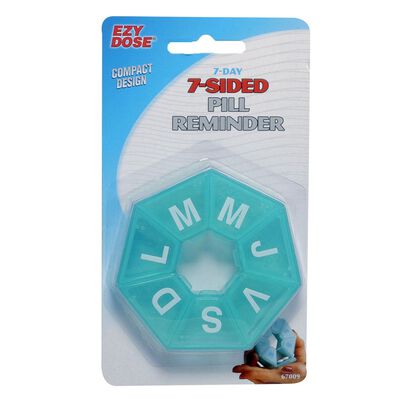 EZY
DOSE®
COMPACT
DESIGN
7-DAY
7-SIDED
PILL
REMINDER
L
M
M
J
V
S
D
67009